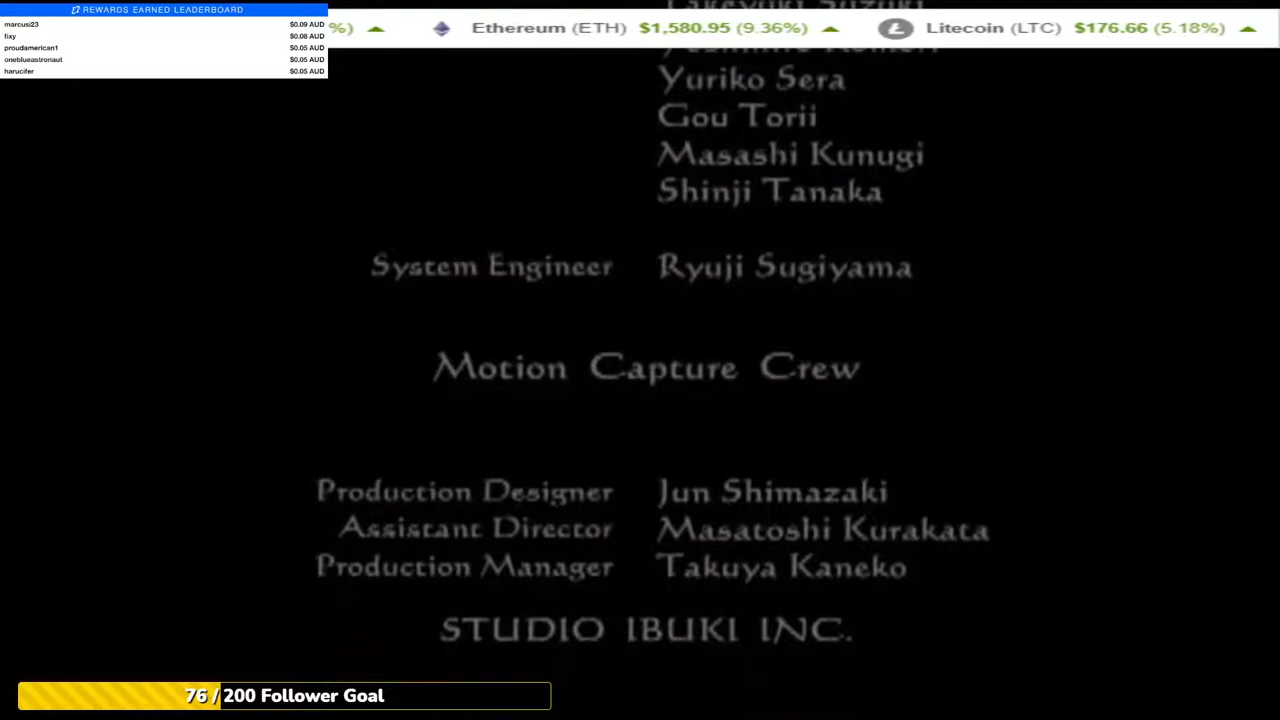 REWARDS EARNED LEADERBOARD
marcusi23 $0.09 AUD
fixy $0.08 AUD
proudamerican1 $0.05 AUD
oneblueastronaut $0.05 AUD
harucifer $0.05 AUD
%) Ethereum (ETH) $1,580.95 (9.36%) Litecoin (LTC) $176.66 (5.18%)
Yuriko Sera
Gou Torii
Masashi Kunugi
Shinji Tanaka
System Engineer Ryuji Sugiyama
Motion Capture Crew
Production Designer Jun Shimazaki
Assistant Director Masatoshi Kurakata
Production Manager Takuya Kaneko
STUDIO IBUKI INC.
76 / 200 Follower Goal